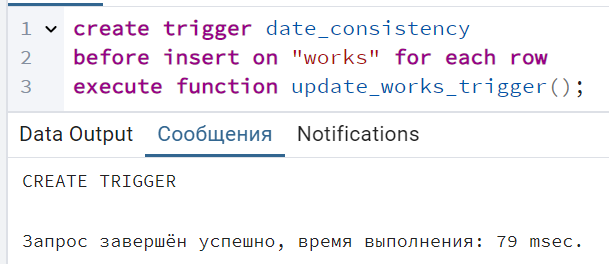 1 create trigger date_consistency
2 before insert on "works" for each row
3 execute function update_works_trigger();
Data Output Сообщения Notifications
CREATE TRIGGER
Запрос завершён успешно, время выполнения: 79 msec.